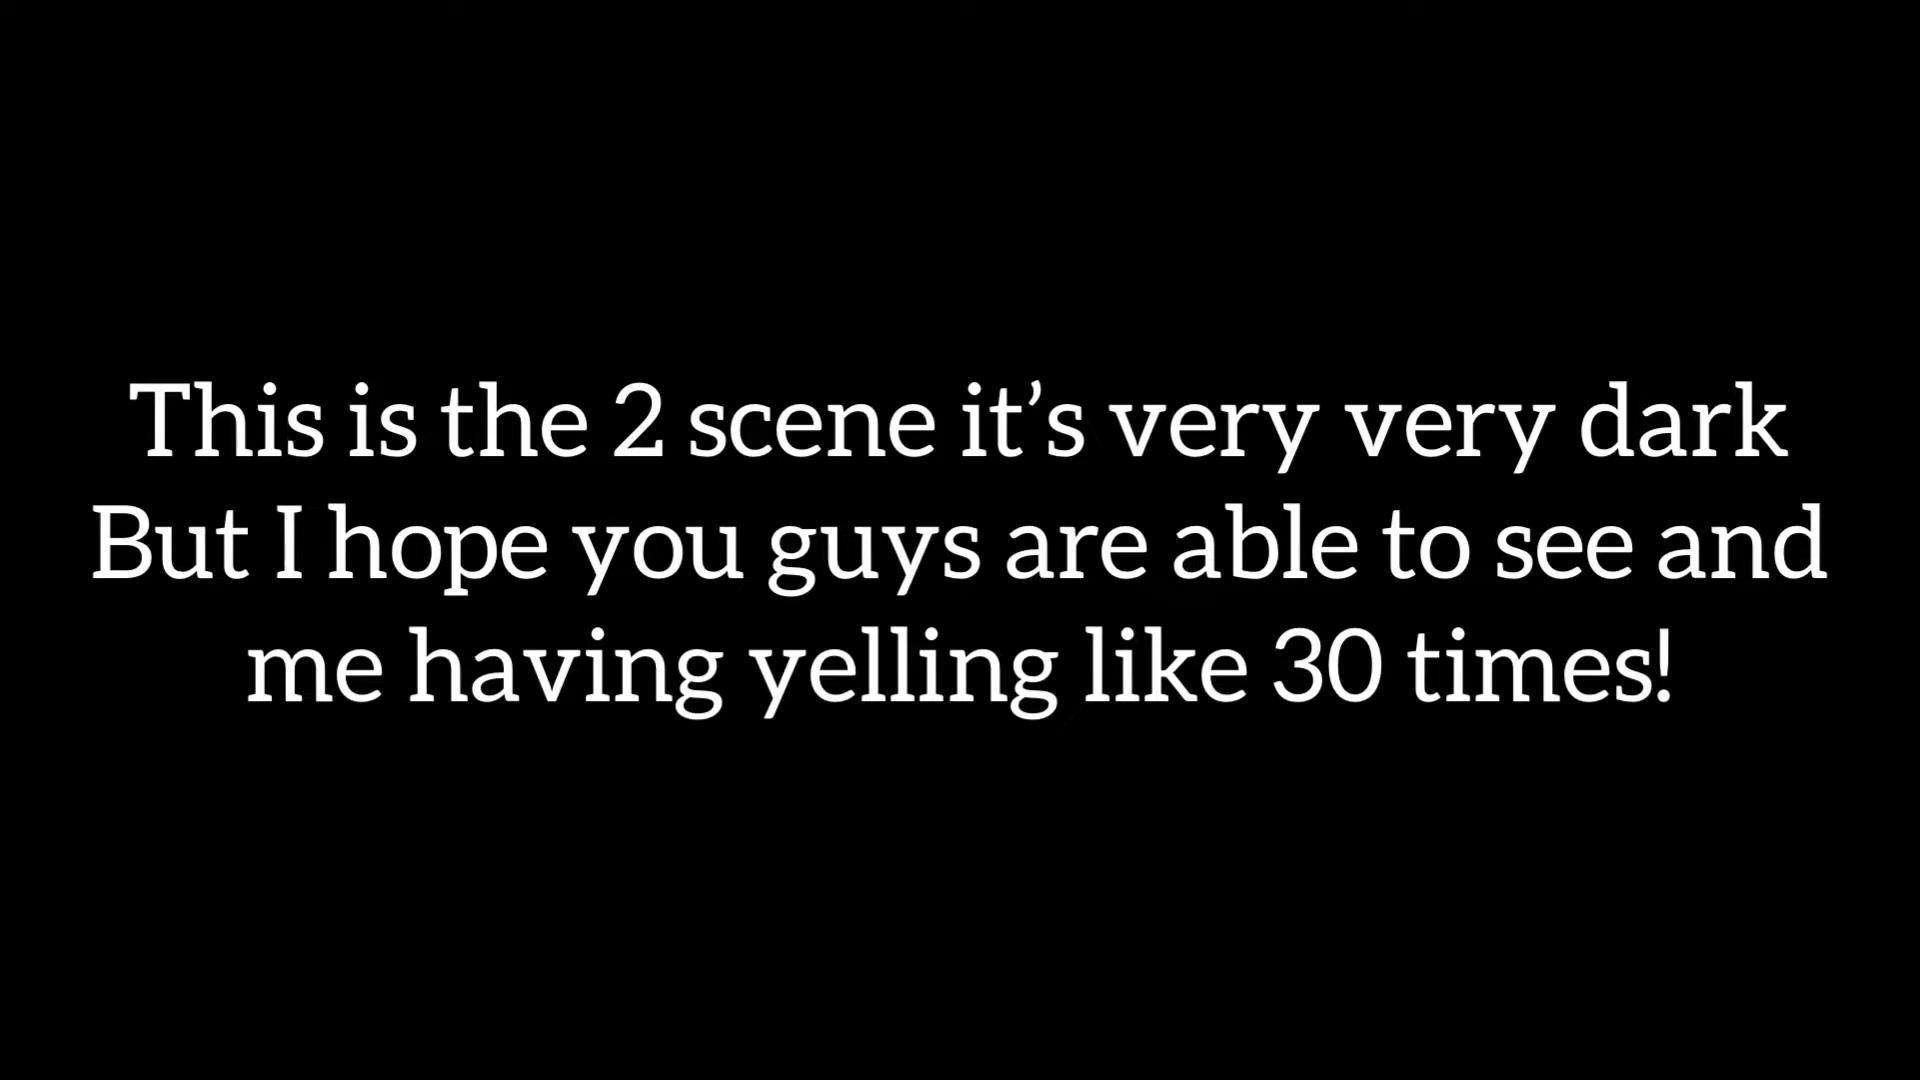 This is the 2 scene it’s very very dark
But I hope you guys are able to see and
me having yelling like 30 times!